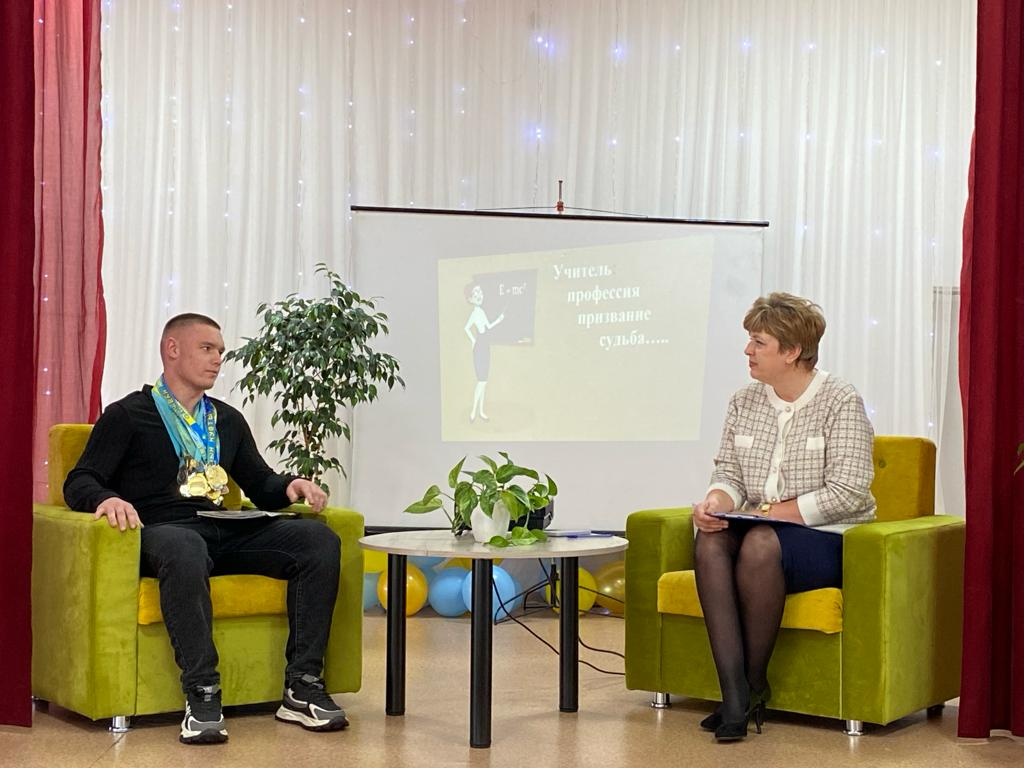 E = mc²
Учитель
профессия
призвание
судьба…..